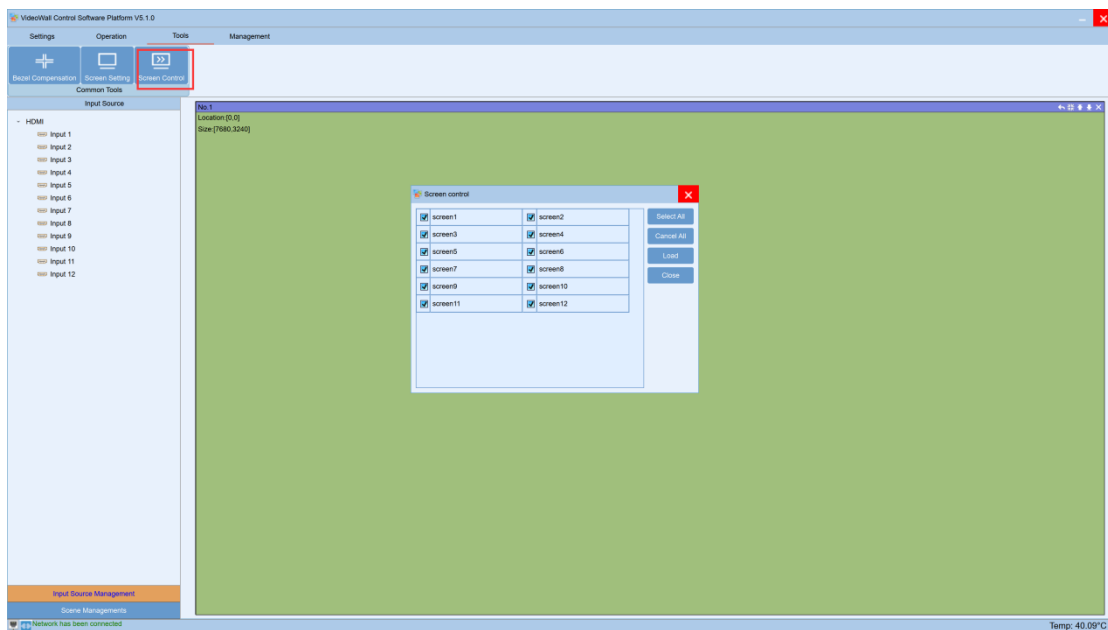 VideoWall Control Software Platform V5.1.0
Settings Operation Tools Management
Bezel Compensation Screen Setting Screen Control
Common Tools
Input Source
HDMI
Input 1
Input 2
Input 3
Input 4
Input 5
Input 6
Input 7
Input 8
Input 9
Input 10
Input 11
Input 12
Input Source Management
Scene Managements
No.1
Location:[0,0]
Size:[7680,3240]
Screen control
screen1 screen2
screen3 screen4
screen5 screen6
screen7 screen8
screen9 screen10
screen11 screen12
Select All
Cancel All
Load
Close
Network has been connected
Temp: 40.09°C